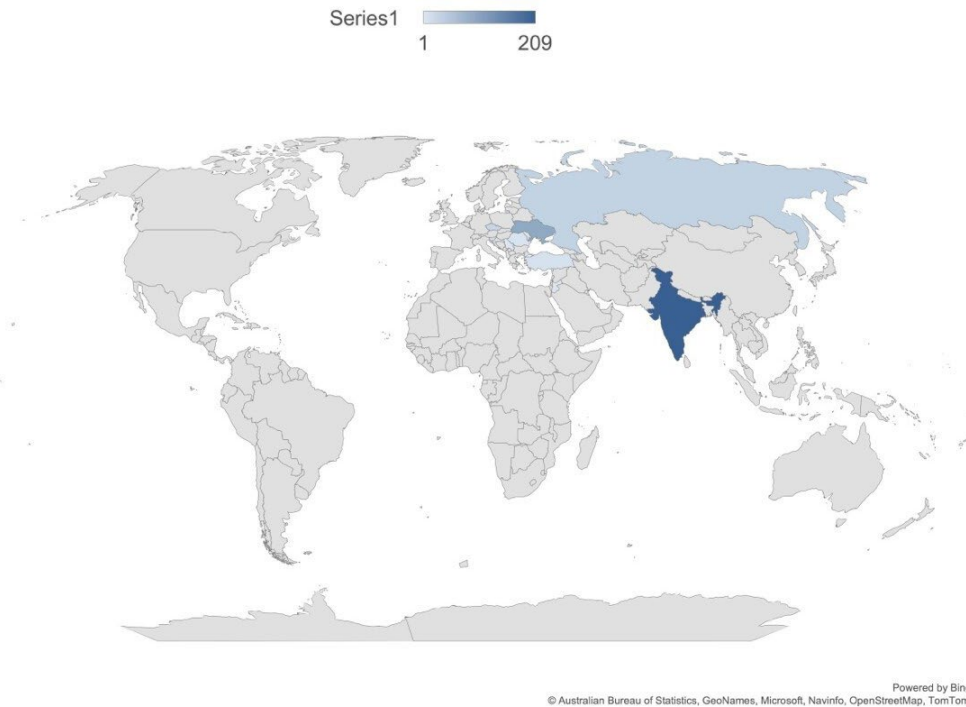 Series1
1 209
Powered by Bin
© Australian Bureau of Statistics, GeoNames, Microsoft, Navinfo, OpenStreetMap, TomTom